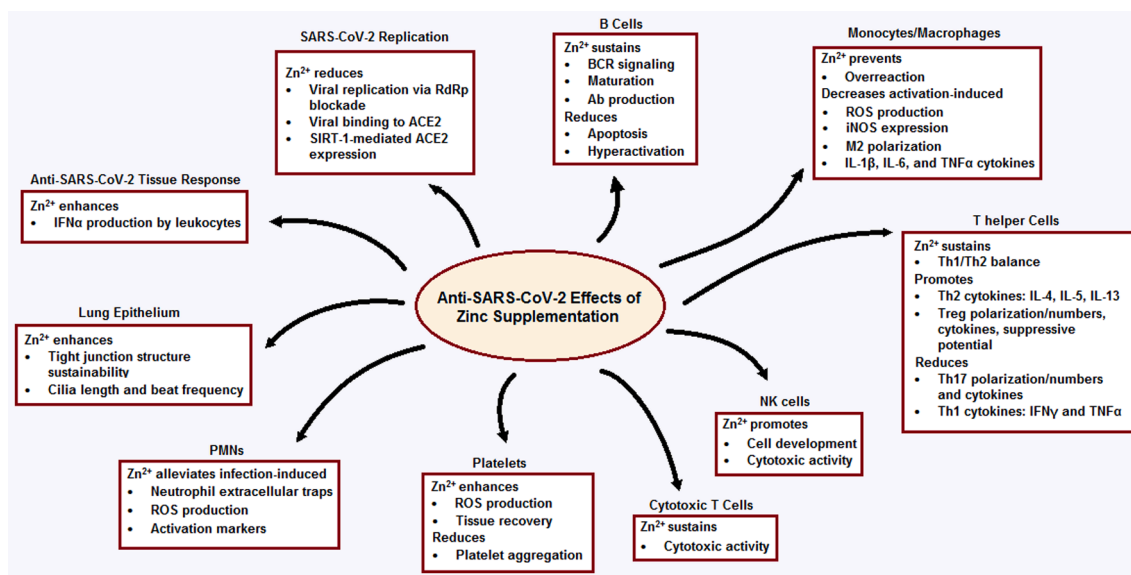 SARS-CoV-2 Replication
Zn²⁺ reduces
• Viral replication via RdRp
blockade
• Viral binding to ACE2
• SIRT-1-mediated ACE2
expression
B Cells
Zn²⁺ sustains
• BCR signaling
• Maturation
• Ab production
Reduces
• Apoptosis
• Hyperactivation
Monocytes/Macrophages
Zn²⁺ prevents
• Overreaction
Decreases activation-induced
• ROS production
• iNOS expression
• M2 polarization
• IL-1β, IL-6, and TNFα cytokines
Anti-SARS-CoV-2 Tissue Response
Zn²⁺ enhances
• IFNα production by leukocytes
T helper Cells
Zn²⁺ sustains
• Th1/Th2 balance
Promotes
• Th2 cytokines: IL-4, IL-5, IL-13
• Treg polarization/numbers,
cytokines, suppressive
potential
Reduces
• Th17 polarization/numbers
and cytokines
• Th1 cytokines: IFNγ and TNFα
Anti-SARS-CoV-2 Effects of
Zinc Supplementation
Lung Epithelium
Zn²⁺ enhances
• Tight junction structure
sustainability
• Cilia length and beat frequency
NK cells
Zn²⁺ promotes
• Cell development
• Cytotoxic activity
PMNs
Zn²⁺ alleviates infection-induced
• Neutrophil extracellular traps
• ROS production
• Activation markers
Platelets
Zn²⁺ enhances
• ROS production
• Tissue recovery
Reduces
• Platelet aggregation
Cytotoxic T Cells
Zn²⁺ sustains
• Cytotoxic activity